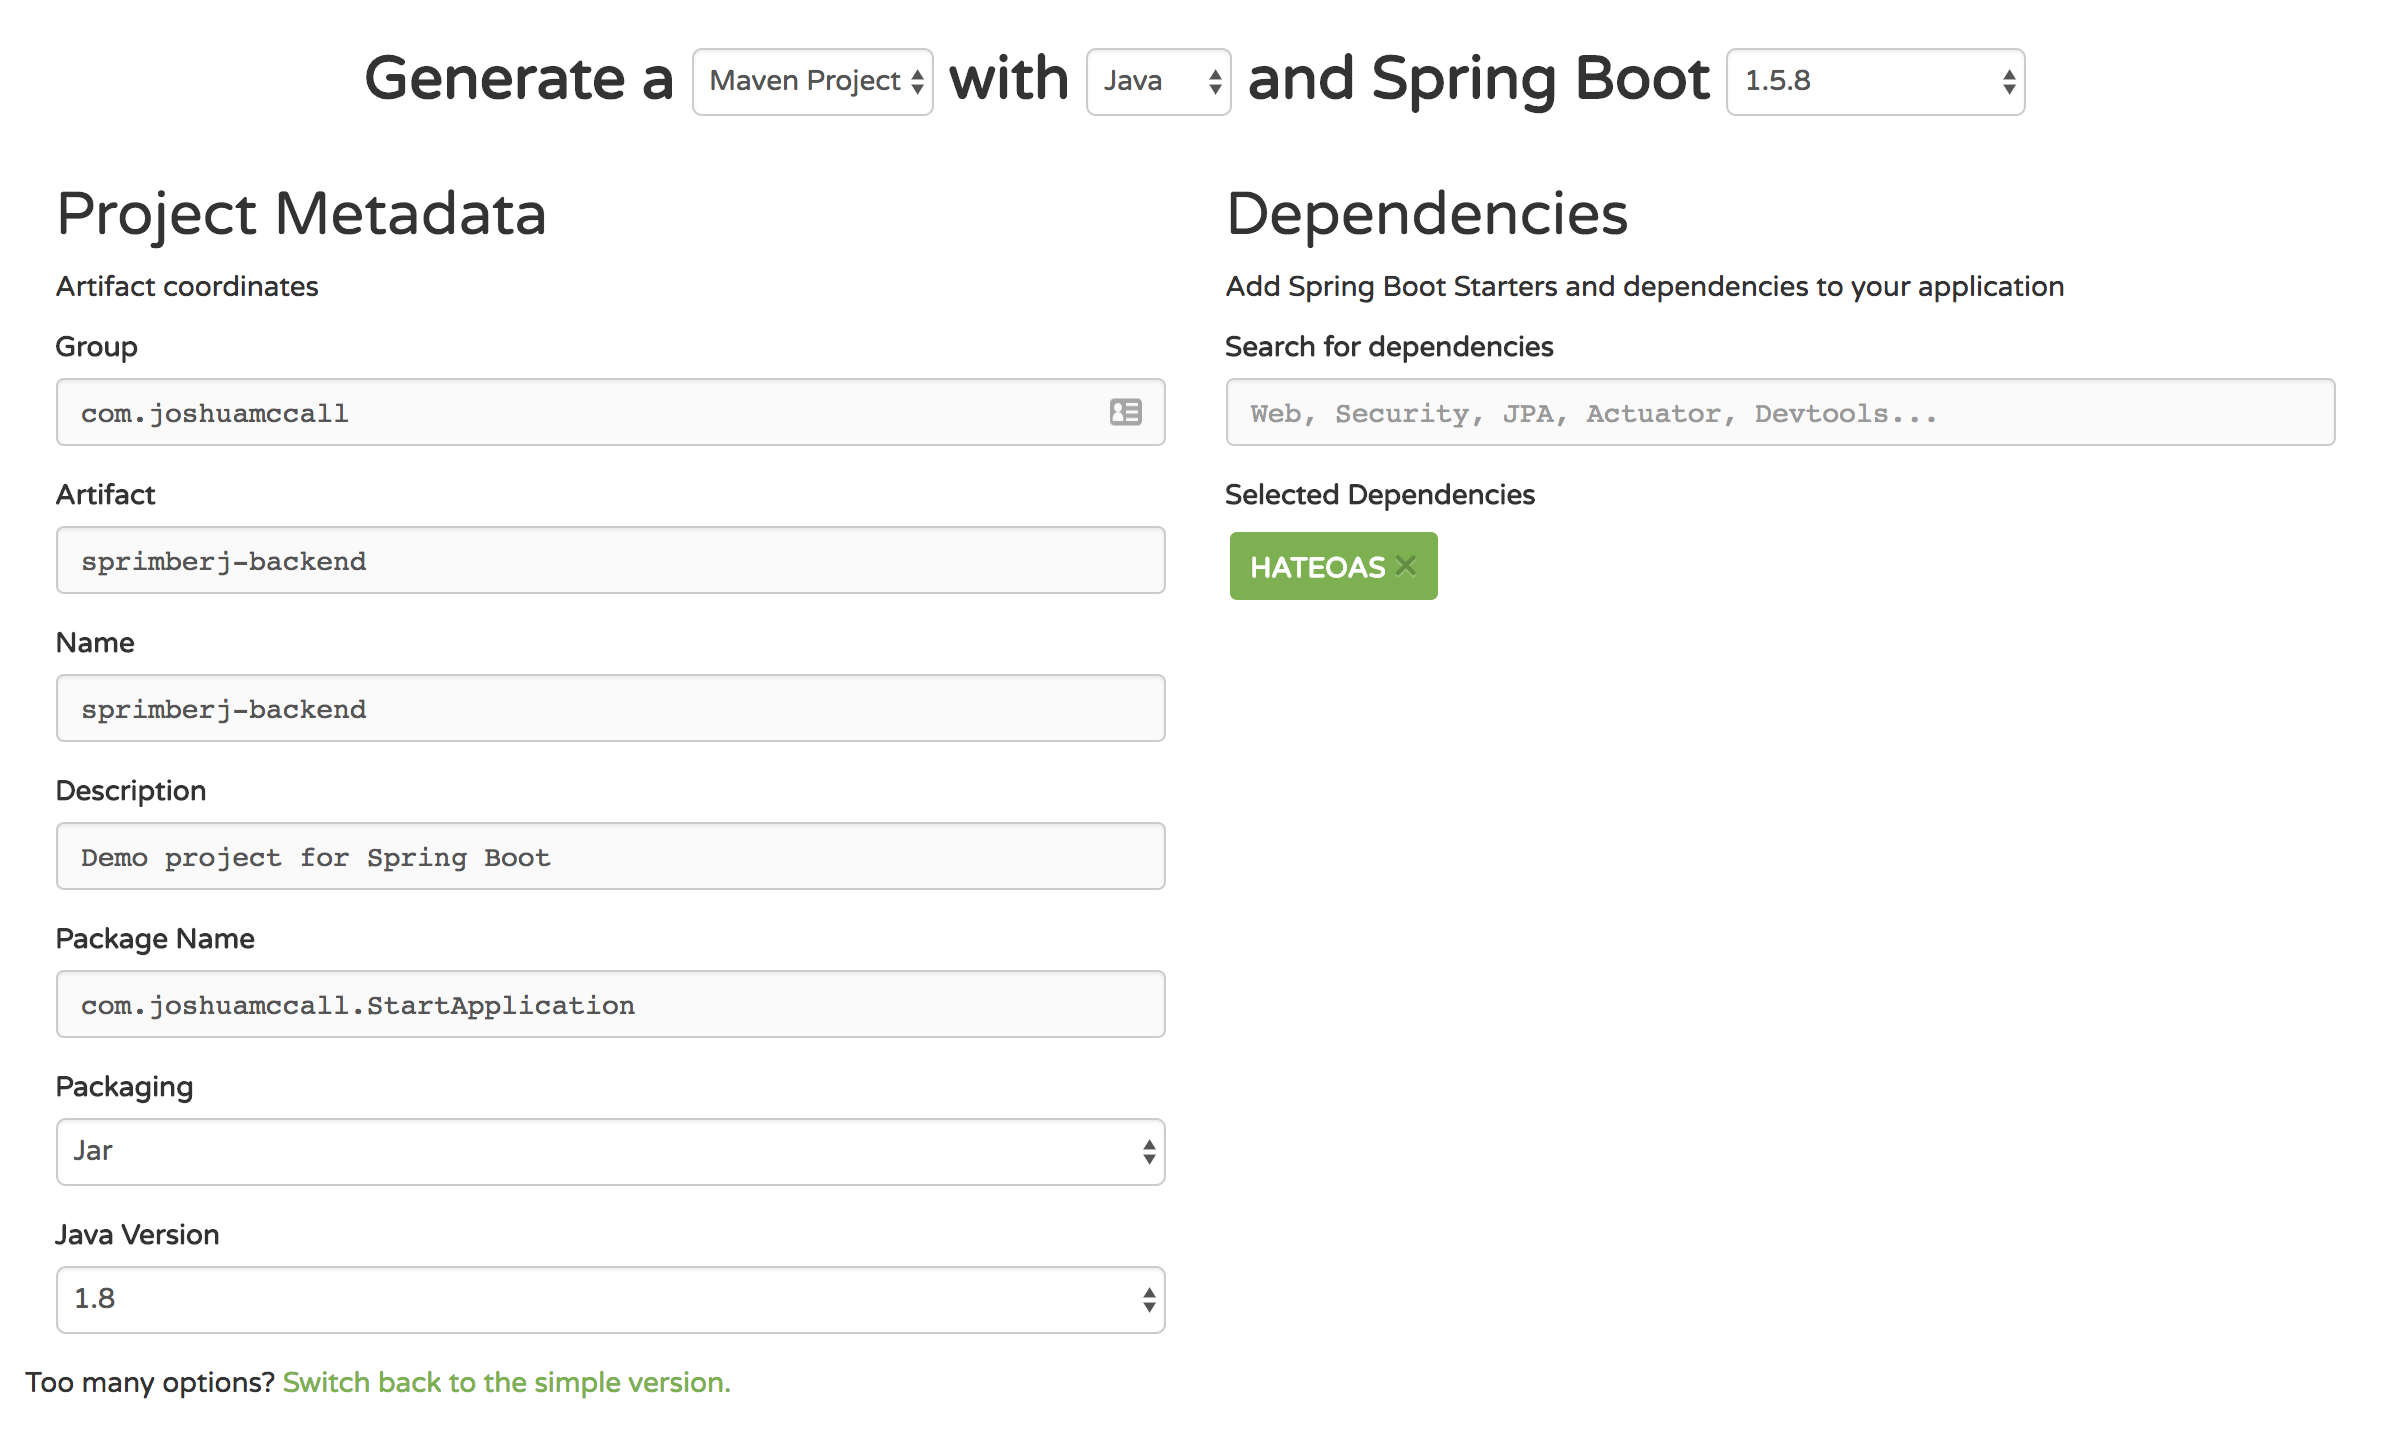 Generate a Maven Project with Java and Spring Boot 1.5.8
Project Metadata
Artifact coordinates
Group
com.joshuamccall
Artifact
sprimberj-backend
Name
sprimberj-backend
Description
Demo project for Spring Boot
Package Name
com.joshuamccall.StartApplication
Packaging
Jar
Java Version
1.8
Too many options? Switch back to the simple version.
Dependencies
Add Spring Boot Starters and dependencies to your application
Search for dependencies
Web, Security, JPA, Actuator, Devtools...
Selected Dependencies
HATEOAS ×